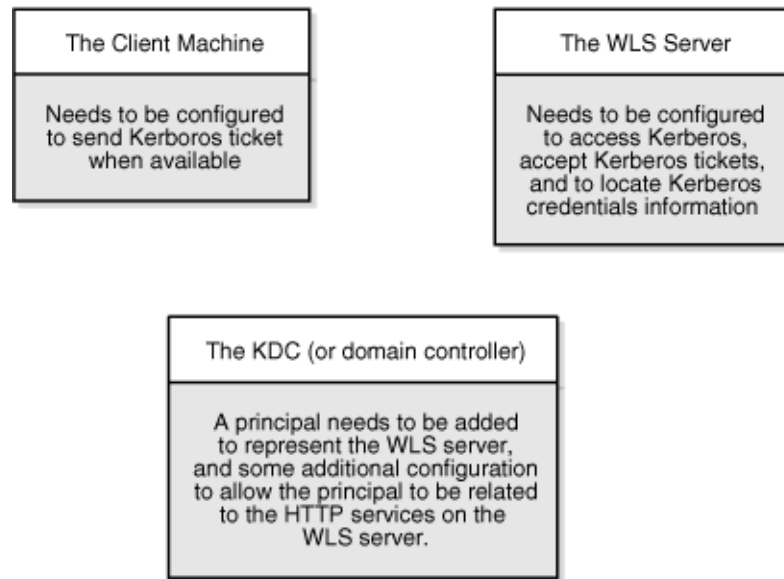 The Client Machine
Needs to be configured
to send Kerboros ticket
when available
The WLS Server
Needs to be configured
to access Kerberos,
accept Kerberos tickets,
and to locate Kerberos
credentials information
The KDC (or domain controller)
A principal needs to be added
to represent the WLS server,
and some additional configuration
to allow the principal to be related
to the HTTP services on the
WLS server.